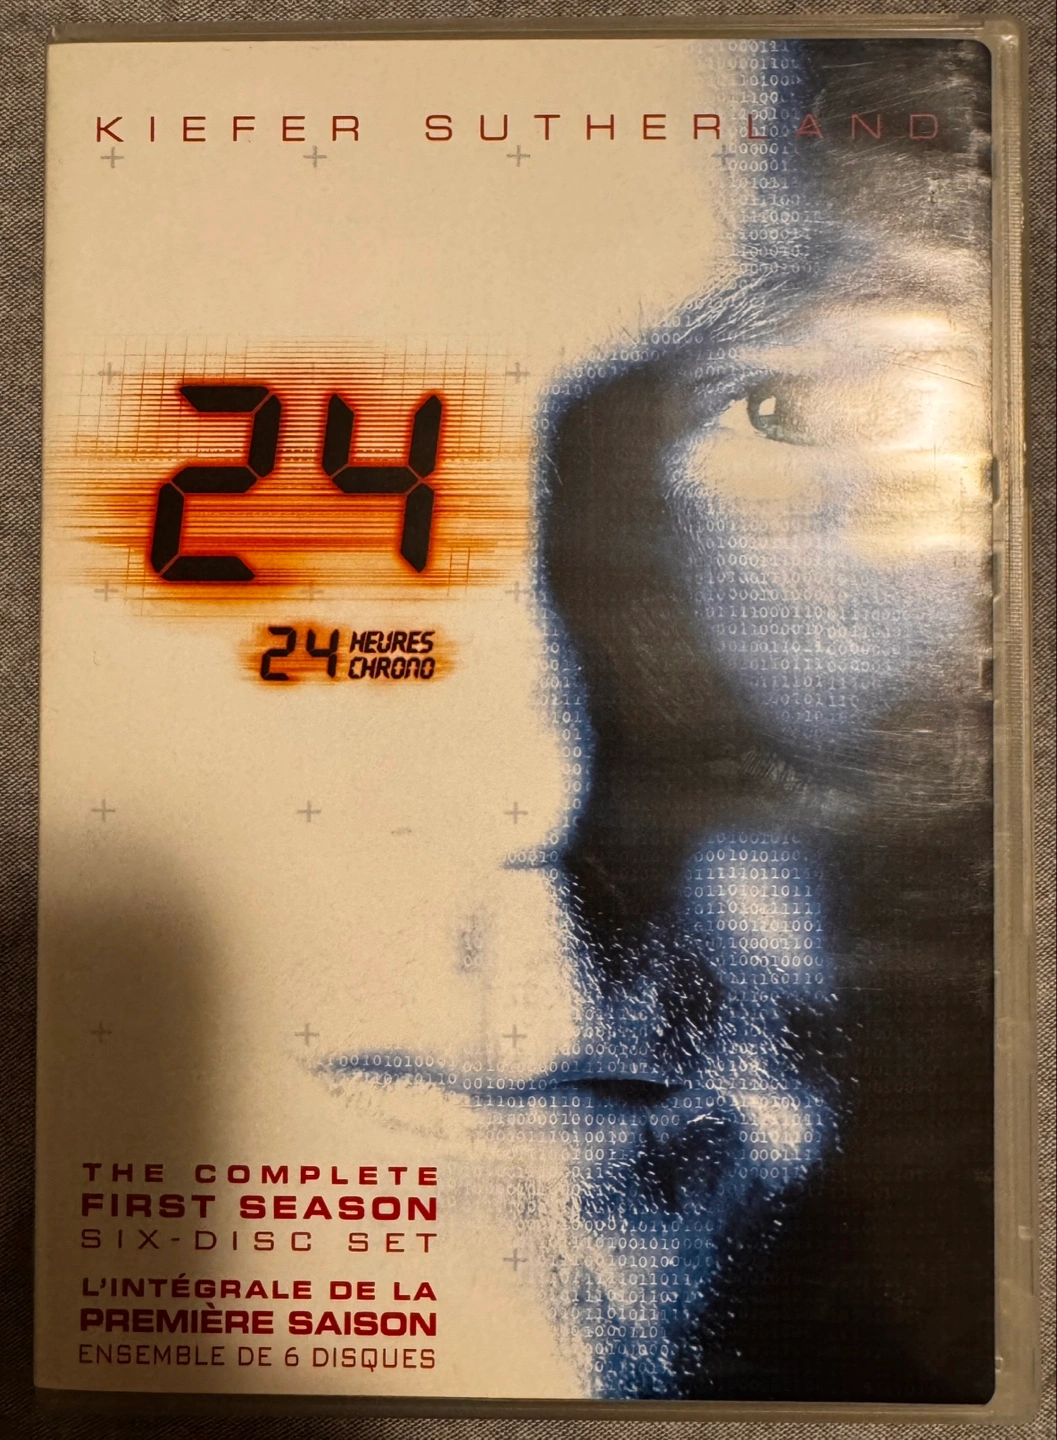 KIEFER SUTHERLAND
24
24 HEURES
CHRONO
THE COMPLETE
FIRST SEASON
SIX-DISC SET
L'INTÉGRALE DE LA
PREMIÈRE SAISON
ENSEMBLE DE 6 DISQUES